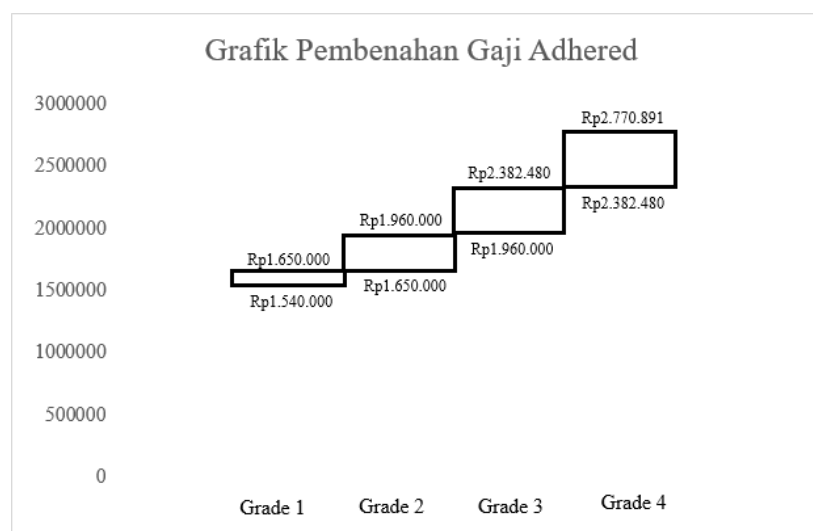 Grafik Pembenahan Gaji Adhered
3000000
2500000
2000000
1500000
1000000
500000
0
Rp2.770.891
Rp2.382.480
Rp2.382.480
Rp1.960.000
Rp1.960.000
Rp1.650.000
Rp1.650.000
Rp1.540.000
Grade 1 Grade 2 Grade 3 Grade 4